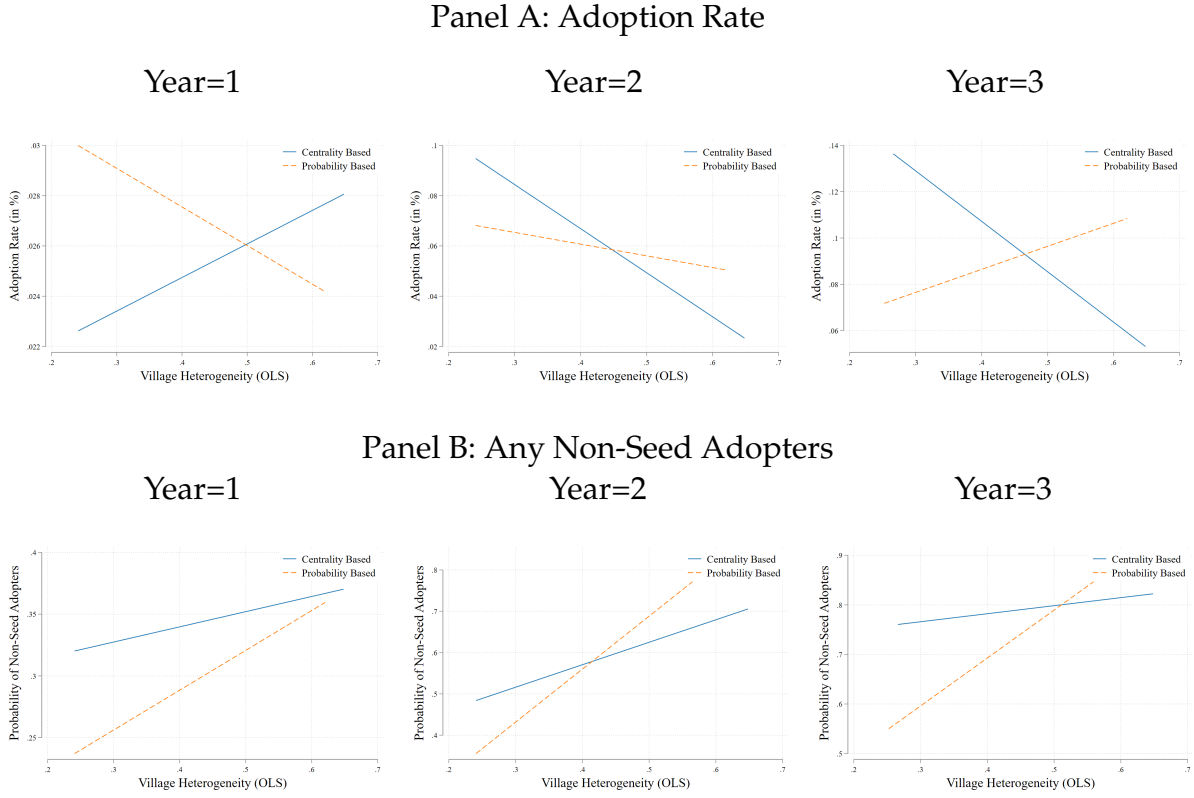 Panel A: Adoption Rate
Year=1
Year=2
Year=3
.03
.028
.026
.024
.022
Adoption Rate (in %)
Centrality Based
Probability Based
.2 .3 .4 .5 .6 .7
Village Heterogeneity (OLS)
.1
.08
.06
.04
.02
Adoption Rate (in %)
Centrality Based
Probability Based
.2 .3 .4 .5 .6 .7
Village Heterogeneity (OLS)
.14
.12
.1
.08
.06
Adoption Rate (in %)
Centrality Based
Probability Based
.2 .3 .4 .5 .6 .7
Village Heterogeneity (OLS)
Panel B: Any Non-Seed Adopters
Year=1
Year=2
Year=3
.4
.35
.3
.25
Probability of Non-Seed Adopters
Centrality Based
Probability Based
.2 .3 .4 .5 .6 .7
Village Heterogeneity (OLS)
.8
.7
.6
.5
.4
Probability of Non-Seed Adopters
Centrality Based
Probability Based
.2 .3 .4 .5 .6 .7
Village Heterogeneity (OLS)
.9
.8
.7
.6
.5
Probability of Non-Seed Adopters
Centrality Based
Probability Based
.2 .3 .4 .5 .6 .7
Village Heterogeneity (OLS)